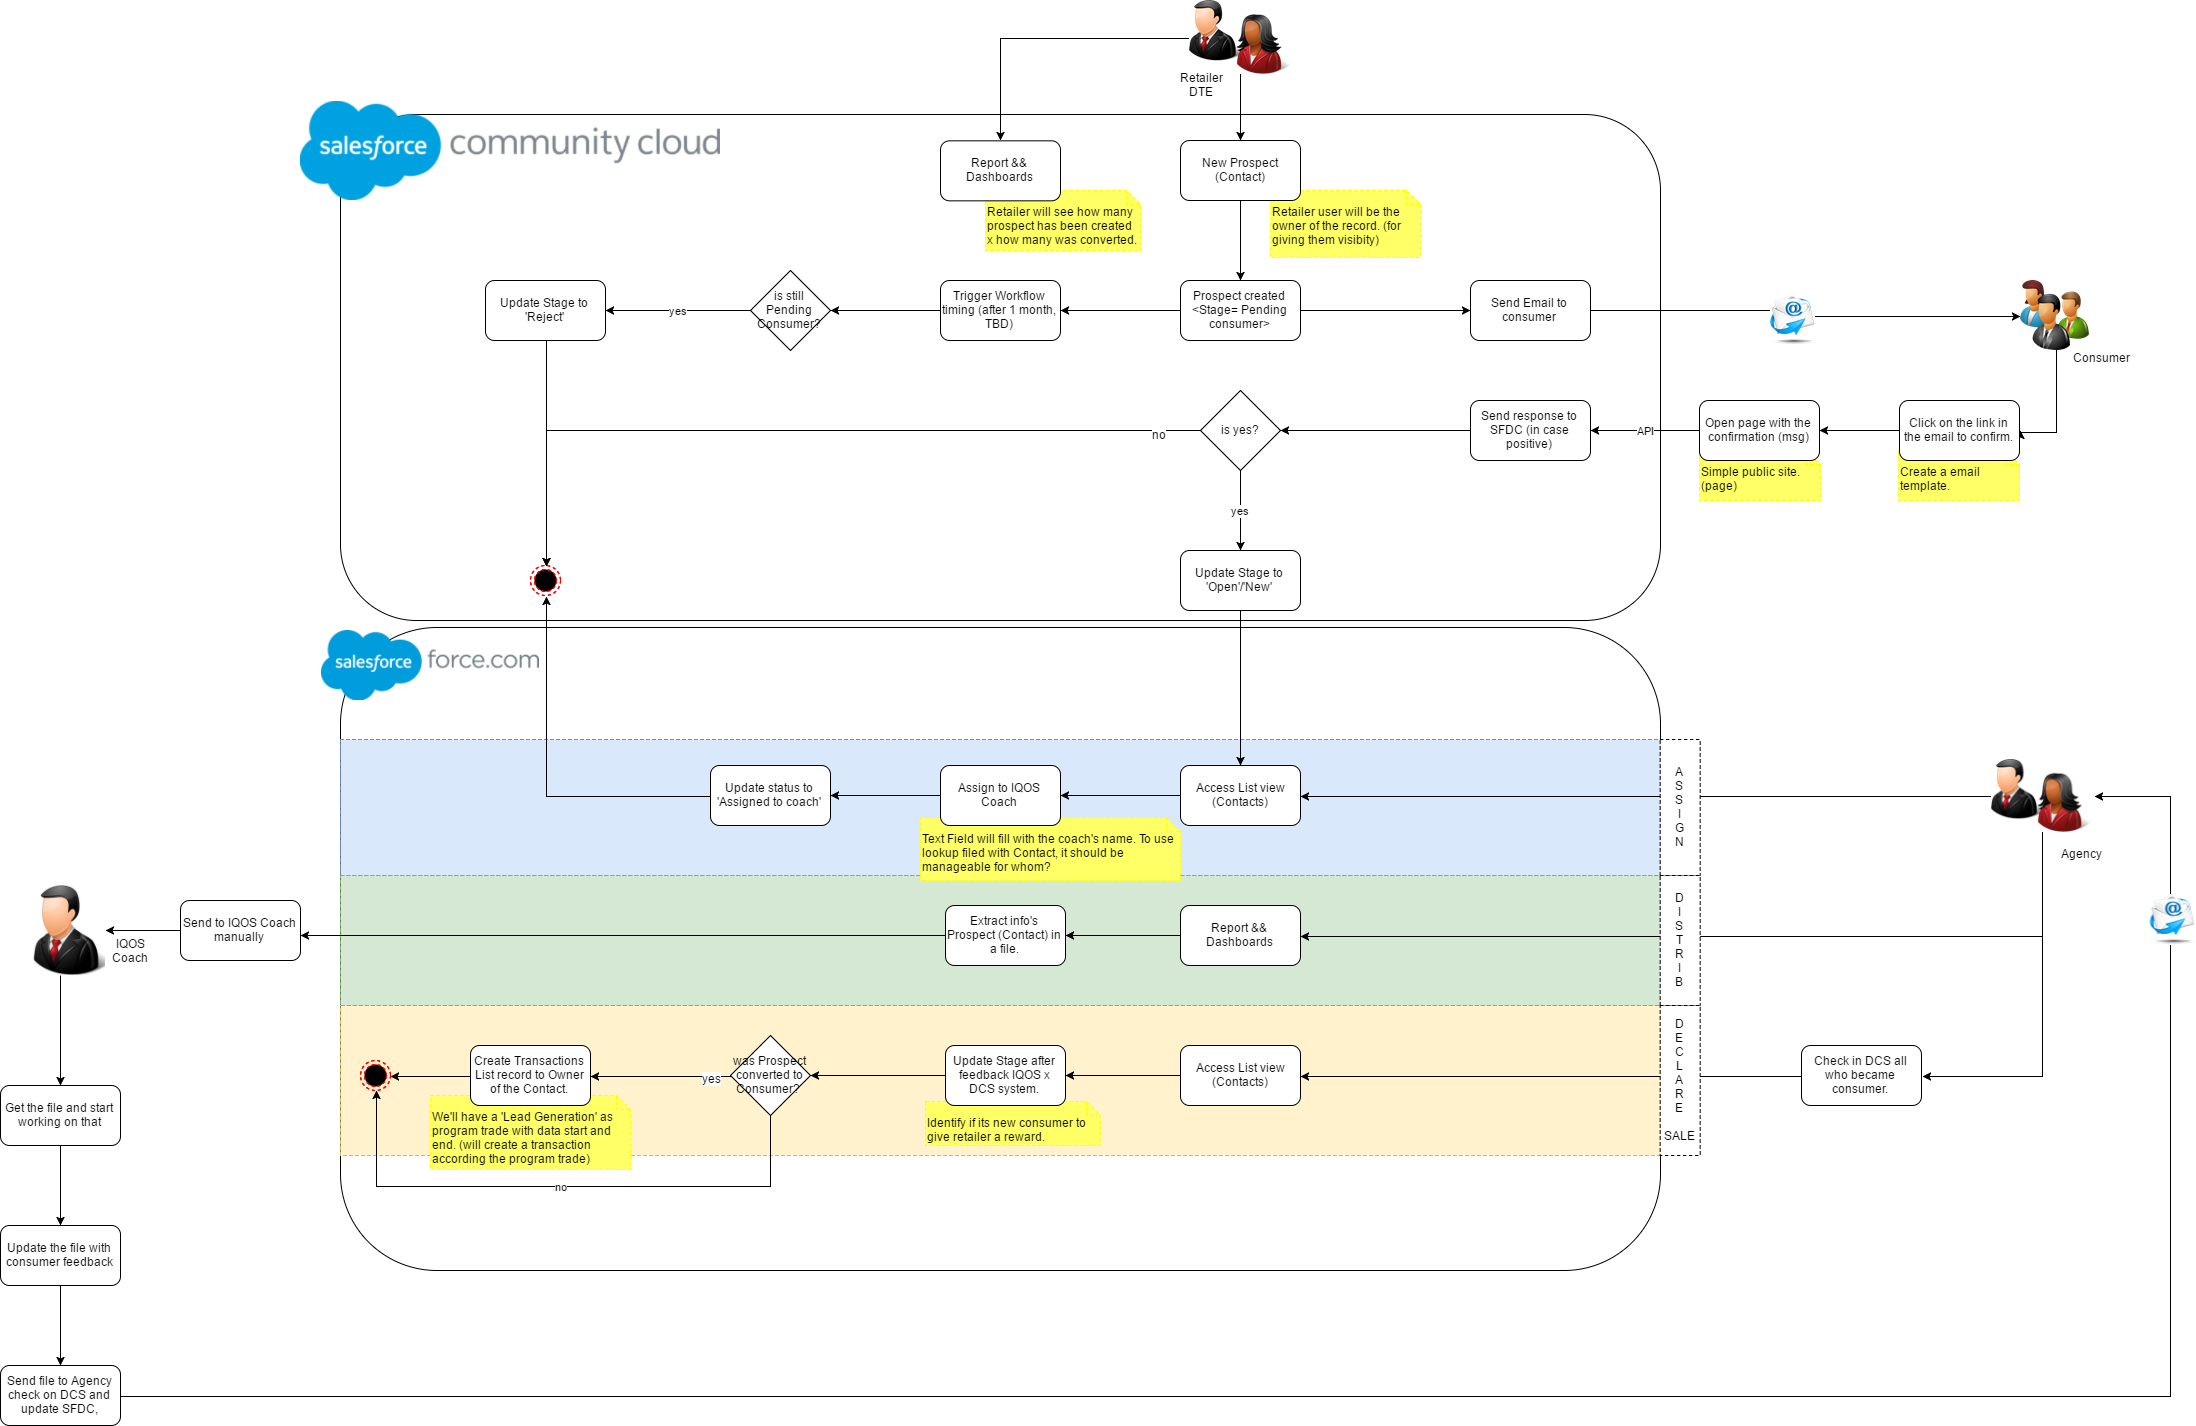 Retailer
DTE
salesforce
community cloud
Report &&
Dashboards
New Prospect
(Contact)
Retailer will see how many
prospect has been created
x how many was converted.
Retailer user will be the
owner of the record. (for
giving them visibity)
Update Stage to
'Reject'
yes
is still
Pending
Consumer?
Trigger Workflow
timing (after 1 month,
TBD)
Prospect created
<Stage= Pending
consumer>
Send Email to
consumer
Consumer
no
is yes?
Send response to
SFDC (in case
positive)
API
Open page with the
confirmation (msg)
Click on the link in
the email to confirm.
Simple public site.
(page)
Create a email
template.
yes
Update Stage to
'Open'/'New'
salesforce
force.com
Update status to
'Assigned to coach'
Assign to IQOS
Coach
Access List view
(Contacts)
A
S
S
I
G
N
Text Field will fill with the coach's name. To use
lookup filed with Contact, it should be
manageable for whom?
Agency
IQOS
Coach
Send to IQOS Coach
manually
Extract info's
Prospect (Contact) in
a file.
Report &&
Dashboards
D
I
S
T
R
I
B
Create Transactions
List record to Owner
of the Contact.
yes
was Prospect
converted to
Consumer?
Update Stage after
feedback IQOS x
DCS system.
Access List view
(Contacts)
D
E
C
L
A
R
E
SALE
Check in DCS all
who became
consumer.
We'll have a 'Lead Generation' as
program trade with data start and
end. (will create a transaction
according the program trade)
Identify if its new consumer to
give retailer a reward.
no
Get the file and start
working on that
Update the file with
consumer feedback
Send file to Agency
check on DCS and
update SFDC,